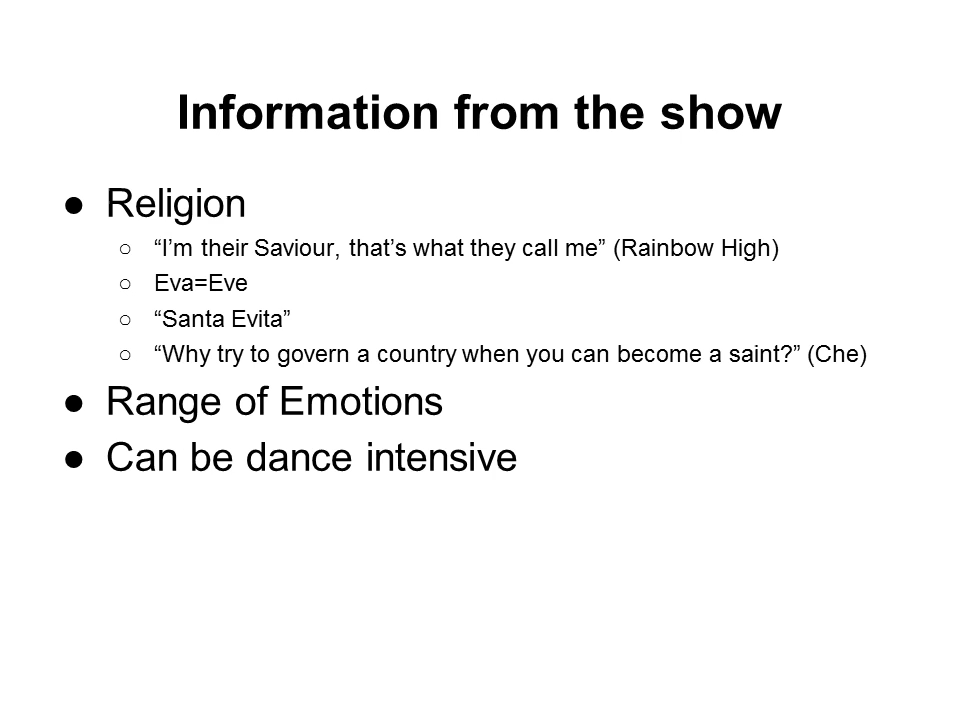 Information from the show
● Religion
○ “I’m their Saviour, that’s what they call me” (Rainbow High)
○ Eva=Eve
○ “Santa Evita”
○ “Why try to govern a country when you can become a saint?” (Che)
● Range of Emotions
● Can be dance intensive